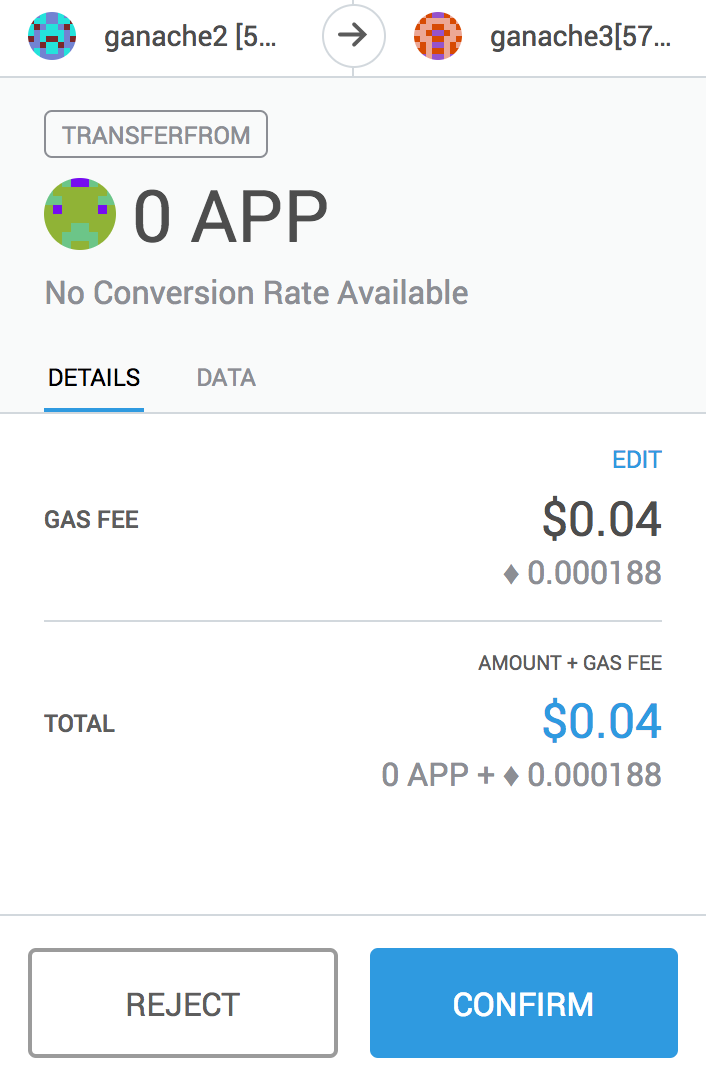 ganache2 [5...
ganache3[57...
TRANSFERFROM
0 APP
No Conversion Rate Available
DETAILS DATA
EDIT
GAS FEE
$0.04
♦ 0.000188
AMOUNT + GAS FEE
TOTAL
$0.04
0 APP + ♦ 0.000188
REJECT
CONFIRM